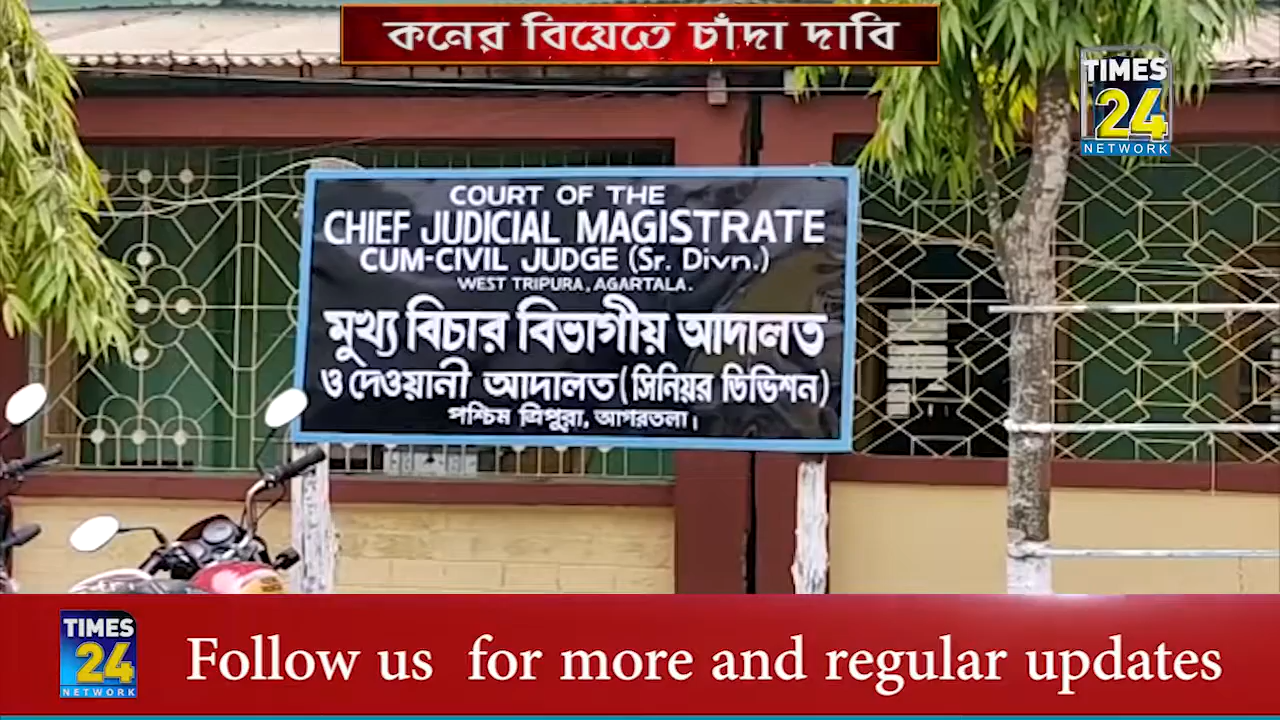 কনের বিয়েতে চাঁদা দাবি
TIMES
24
NETWORK
COURT OF THE
CHIEF JUDICIAL MAGISTRATE
CUM-CIVIL JUDGE (Sr. Divn.)
WEST TRIPURA, AGARTALA.
মুখ্য বিচার বিভাগীয় আদালত
ও দেওয়ানী আদালত (সিনিয়র ডিভিশন)
পশ্চিম ত্রিপুরা, আগরতলা।
TIMES
24
NETWORK
Follow us for more and regular updates